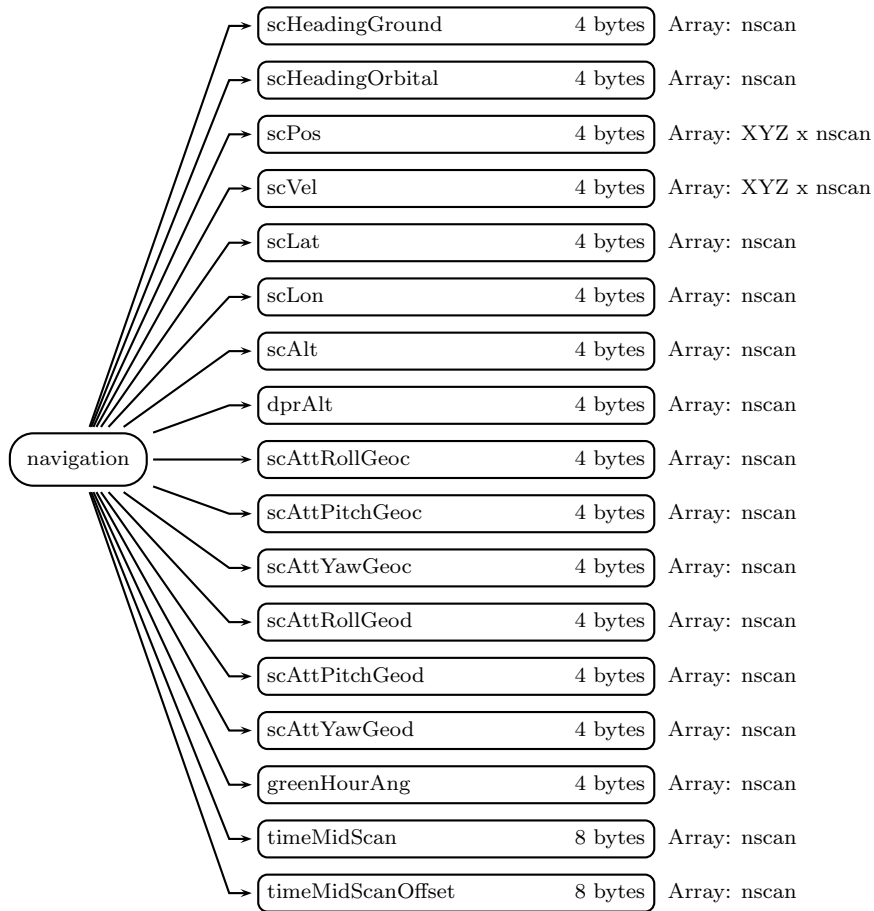 scHeadingGround 4 bytes Array: nscan
scHeadingOrbital 4 bytes Array: nscan
scPos 4 bytes Array: XYZ x nscan
scVel 4 bytes Array: XYZ x nscan
scLat 4 bytes Array: nscan
scLon 4 bytes Array: nscan
scAlt 4 bytes Array: nscan
dprAlt 4 bytes Array: nscan
navigation scAttRollGeoc 4 bytes Array: nscan
scAttPitchGeoc 4 bytes Array: nscan
scAttYawGeoc 4 bytes Array: nscan
scAttRollGeod 4 bytes Array: nscan
scAttPitchGeod 4 bytes Array: nscan
scAttYawGeod 4 bytes Array: nscan
greenHourAng 4 bytes Array: nscan
timeMidScan 8 bytes Array: nscan
timeMidScanOffset 8 bytes Array: nscan